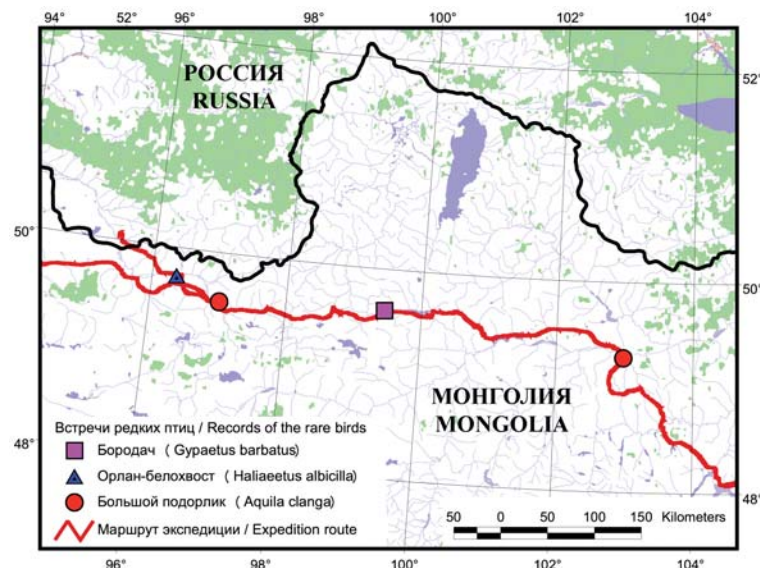 94° 52° 96° 98° 100° 102° 104°
РОССИЯ
RUSSIA
52°
50°
50°
МОНГОЛИЯ
MONGOLIA
48°
48°
Встречи редких птиц / Records of the rare birds
Бородач ( Gypaetus barbatus)
Орлан-белохвост ( Haliaeetus albicilla)
Большой подорлик ( Aquila clanga)
Маршрут экспедиции / Expedition route
50 0 50 100 150 Kilometers
96° 98° 100° 102° 104°